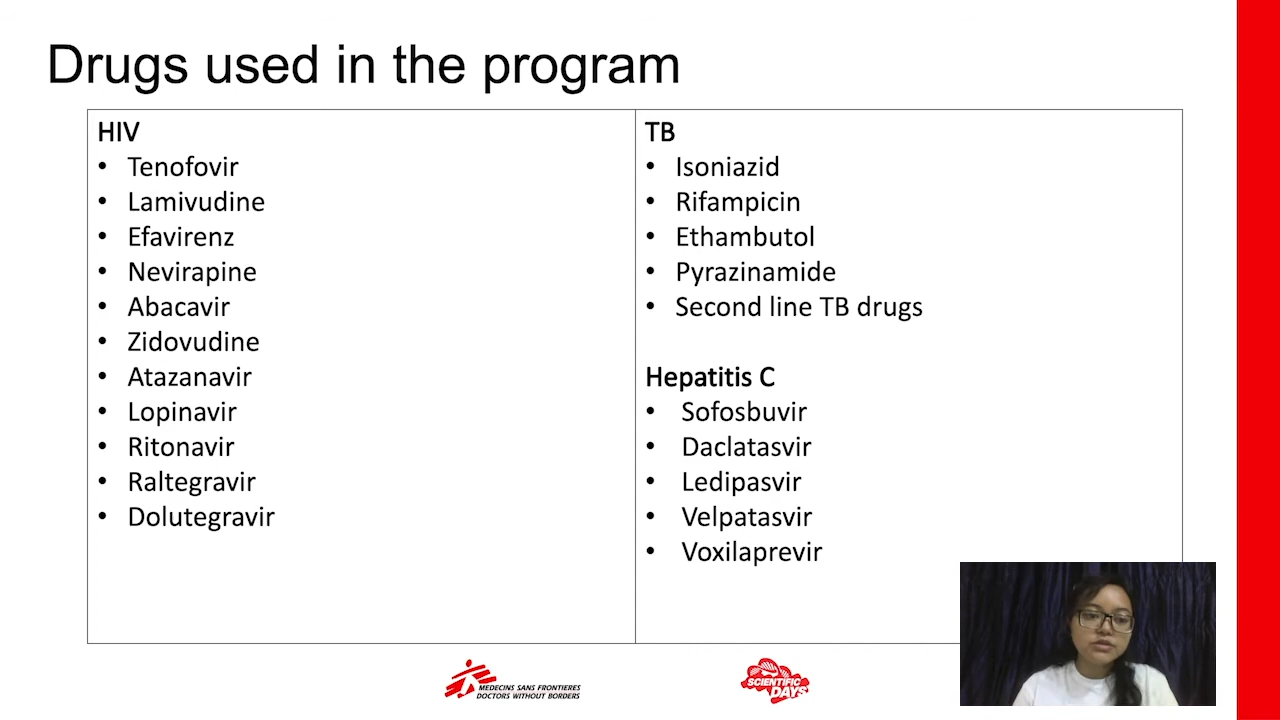 Drugs used in the program
HIV
• Tenofovir
• Lamivudine
• Efavirenz
• Nevirapine
• Abacavir
• Zidovudine
• Atazanavir
• Lopinavir
• Ritonavir
• Raltegravir
• Dolutegravir
TB
• Isoniazid
• Rifampicin
• Ethambutol
• Pyrazinamide
• Second line TB drugs
Hepatitis C
• Sofosbuvir
• Daclatasvir
• Ledipasvir
• Velpatasvir
• Voxilaprevir
MEDECINS SANS FRONTIERES
DOCTORS WITHOUT BORDERS
SCIENTIFIC
DAYS